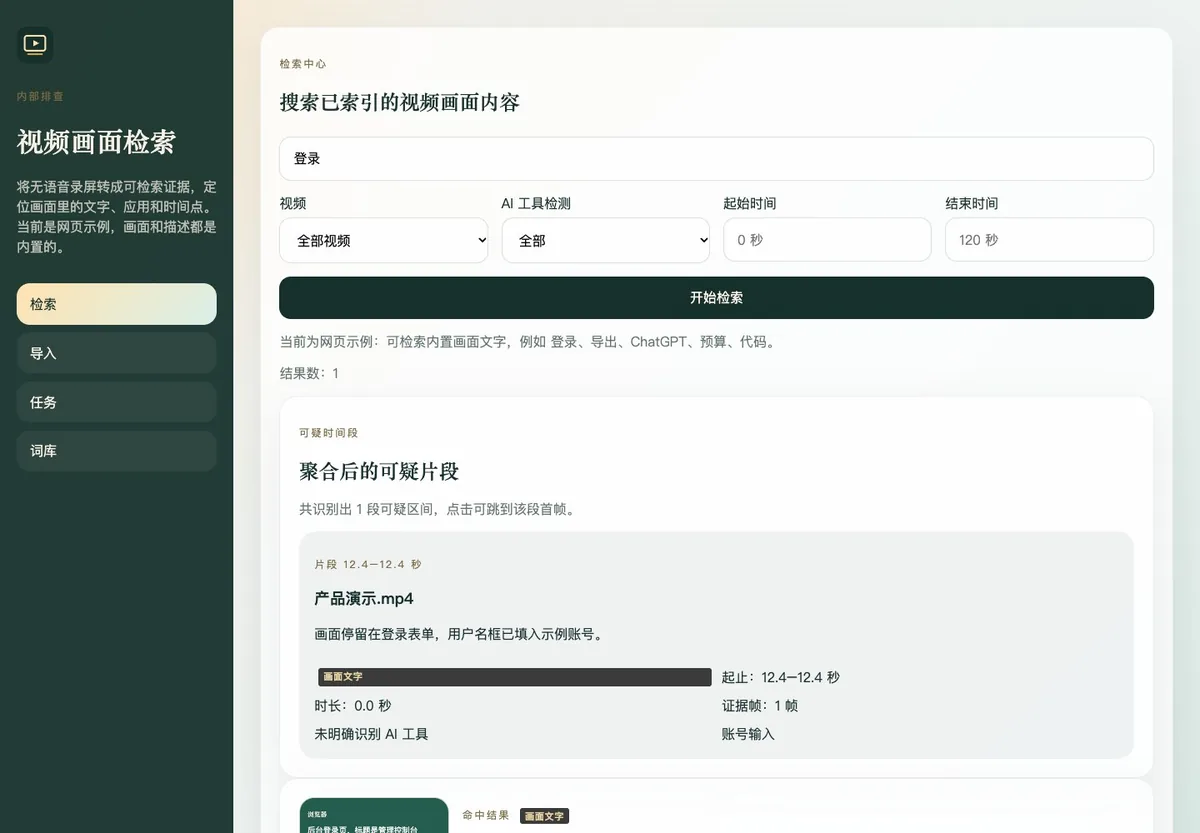 内部排查
视频画面检索
将无语音录屏转成可检索证据，定
位画面里的文字、应用和时间点。
当前是网页示例，画面和描述都是
内置的。
检索
导入
任务
词库
检索中心
搜索已索引的视频画面内容
登录
视频
AI 工具检测
起始时间
结束时间
全部视频
全部
0 秒
120 秒
开始检索
当前为网页示例：可检索内置画面文字，例如 登录、导出、ChatGPT、预算、代码。
结果数：1
可疑时间段
聚合后的可疑片段
共识别出 1 段可疑区间，点击可跳到该段首帧。
片段 12.4—12.4 秒
产品演示.mp4
画面停留在登录表单，用户名框已填入示例账号。
画面文字
起止：12.4—12.4 秒
时长：0.0 秒
证据帧：1 帧
未明确识别 AI 工具
账号输入
浏览器
后台登录页，标题是管理控制台
命中结果
画面文字